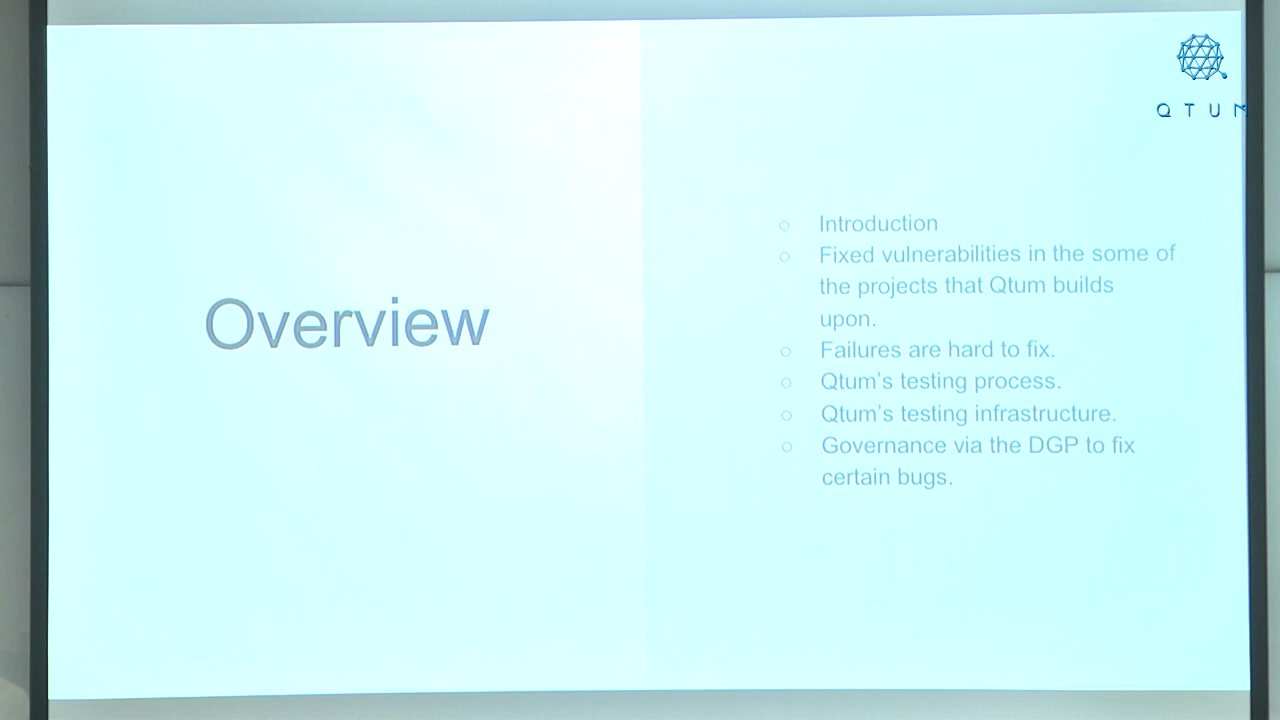 QTUM
Overview
Introduction
Fixed vulnerabilities in the some of
the projects that Qtum builds
upon.
Failures are hard to fix.
Qtum's testing process.
Qtum's testing infrastructure.
Governance via the DGP to fix
certain bugs.